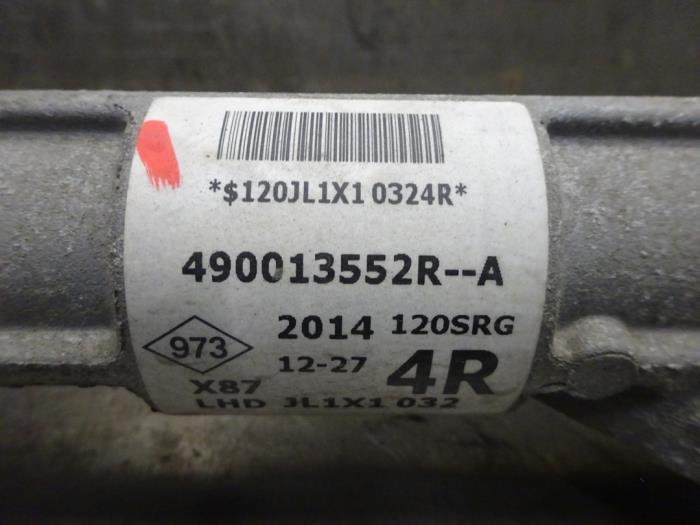 *$120JL1X1 0324R*
490013552R--A
2014 120SRG
973 12-27 4R
X87
LHD JL1X1 032